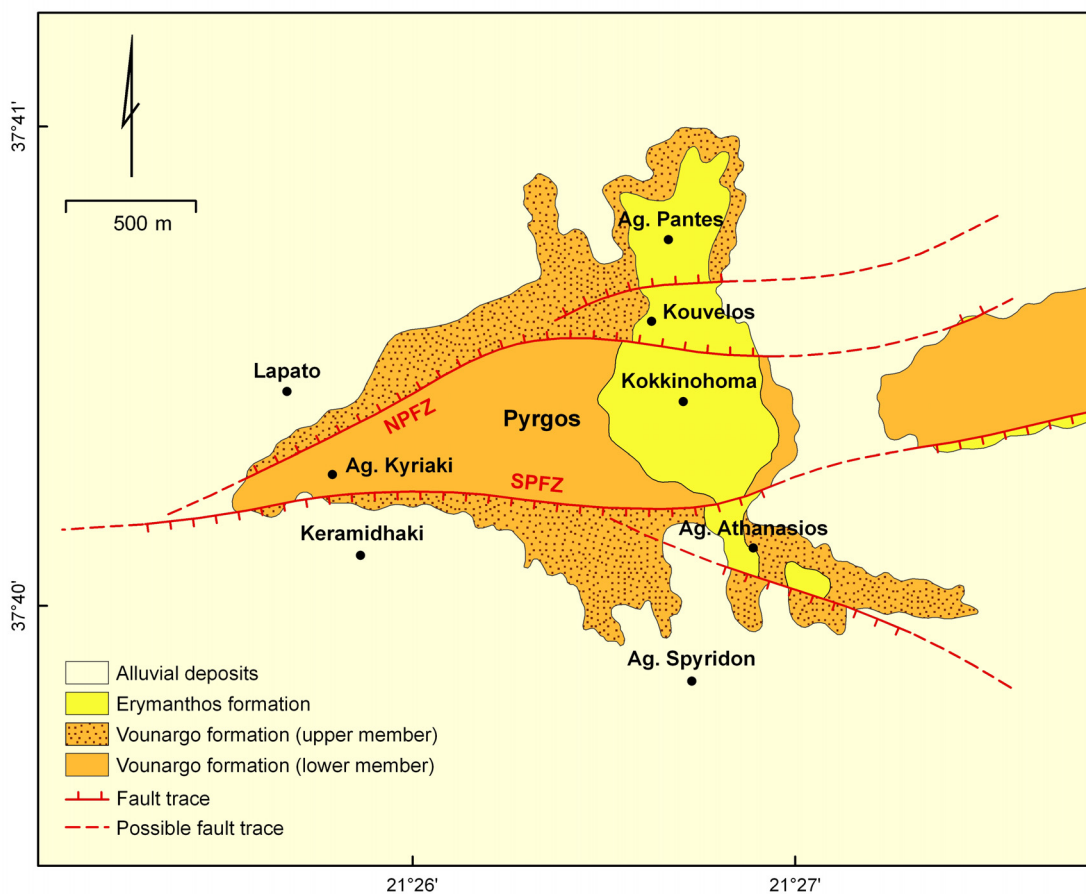 37°41'
500 m
Ag. Pantes
Kouvelos
Lapato
Kokkinohoma
Pyrgos
NPFZ
Ag. Kyriaki
SPFZ
Keramidhaki
Ag. Athanasios
37°40'
Ag. Spyridon
Alluvial deposits
Erymanthos formation
Vounargo formation (upper member)
Vounargo formation (lower member)
Fault trace
Possible fault trace
21°26'
21°27'